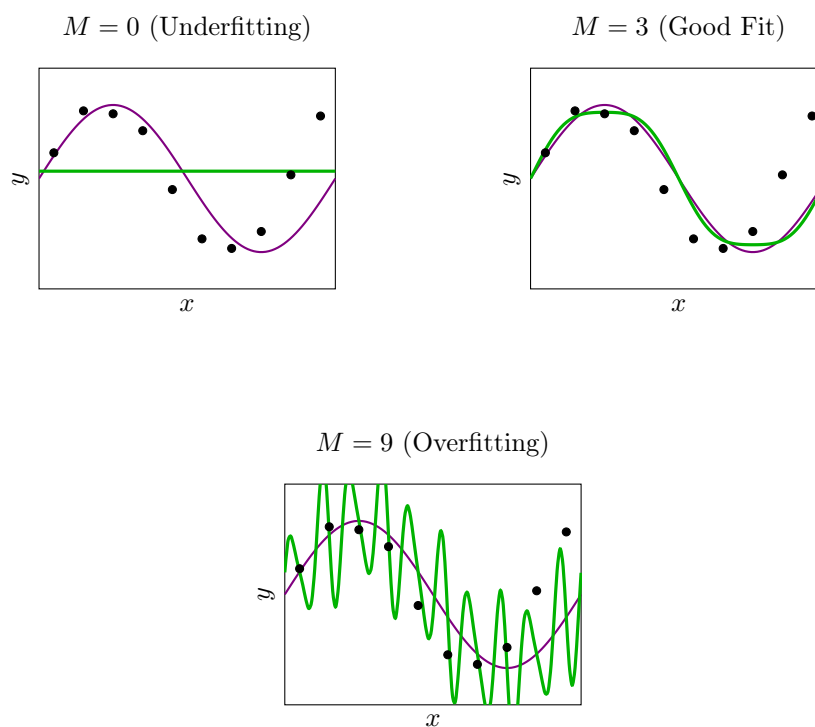 M = 0 (Underfitting)
y
x
M = 3 (Good Fit)
y
x
M = 9 (Overfitting)
y
x